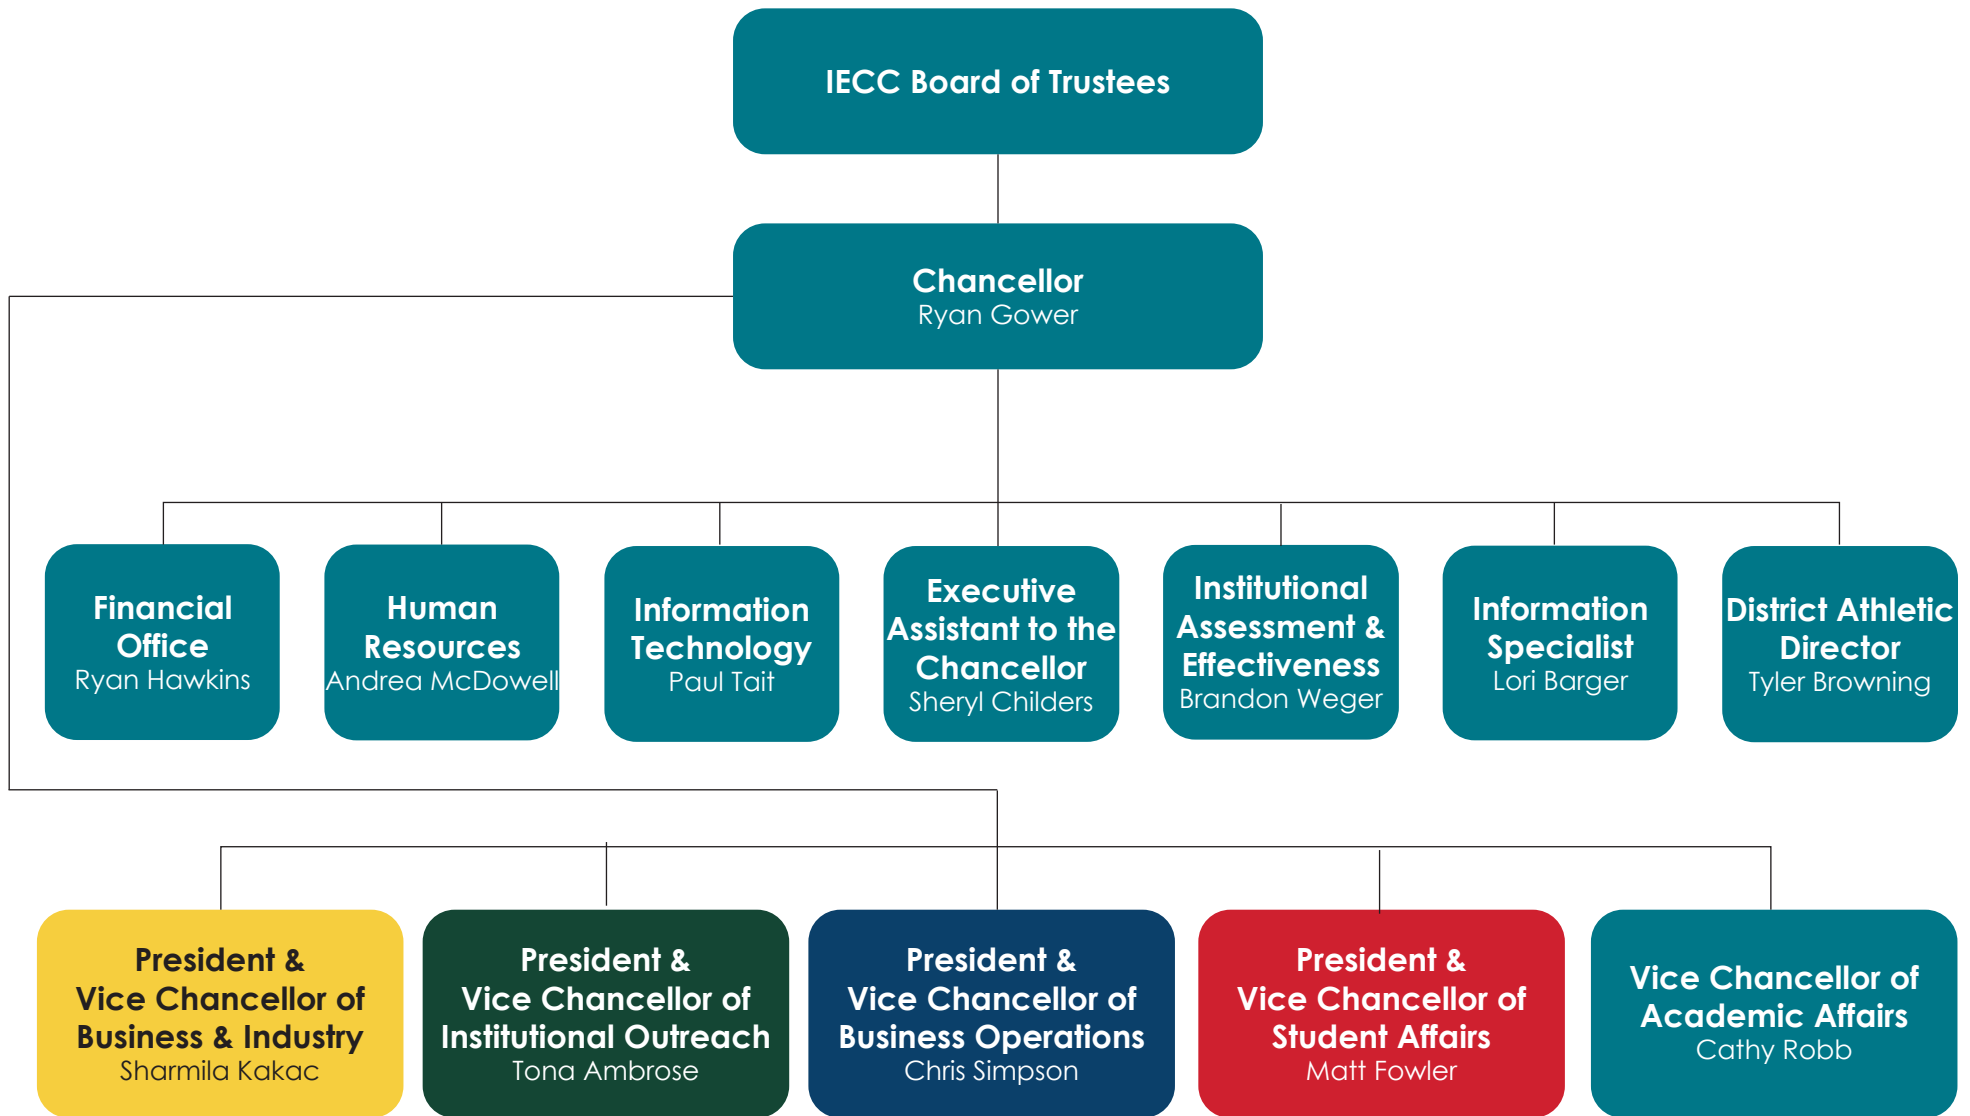 IECC Board of Trustees
Chancellor
Ryan Gower
Financial
Office
Ryan Hawkins
Human
Resources
Andrea McDowell
Information
Technology
Paul Tait
Executive
Assistant to the
Chancellor
Sheryl Childers
Institutional
Assessment &
Effectiveness
Brandon Weger
Information
Specialist
Lori Barger
District Athletic
Director
Tyler Browning
President &
Vice Chancellor of
Business & Industry
Sharmila Kakac
President &
Vice Chancellor of
Institutional Outreach
Tona Ambrose
President &
Vice Chancellor of
Business Operations
Chris Simpson
President &
Vice Chancellor of
Student Affairs
Matt Fowler
Vice Chancellor of
Academic Affairs
Cathy Robb